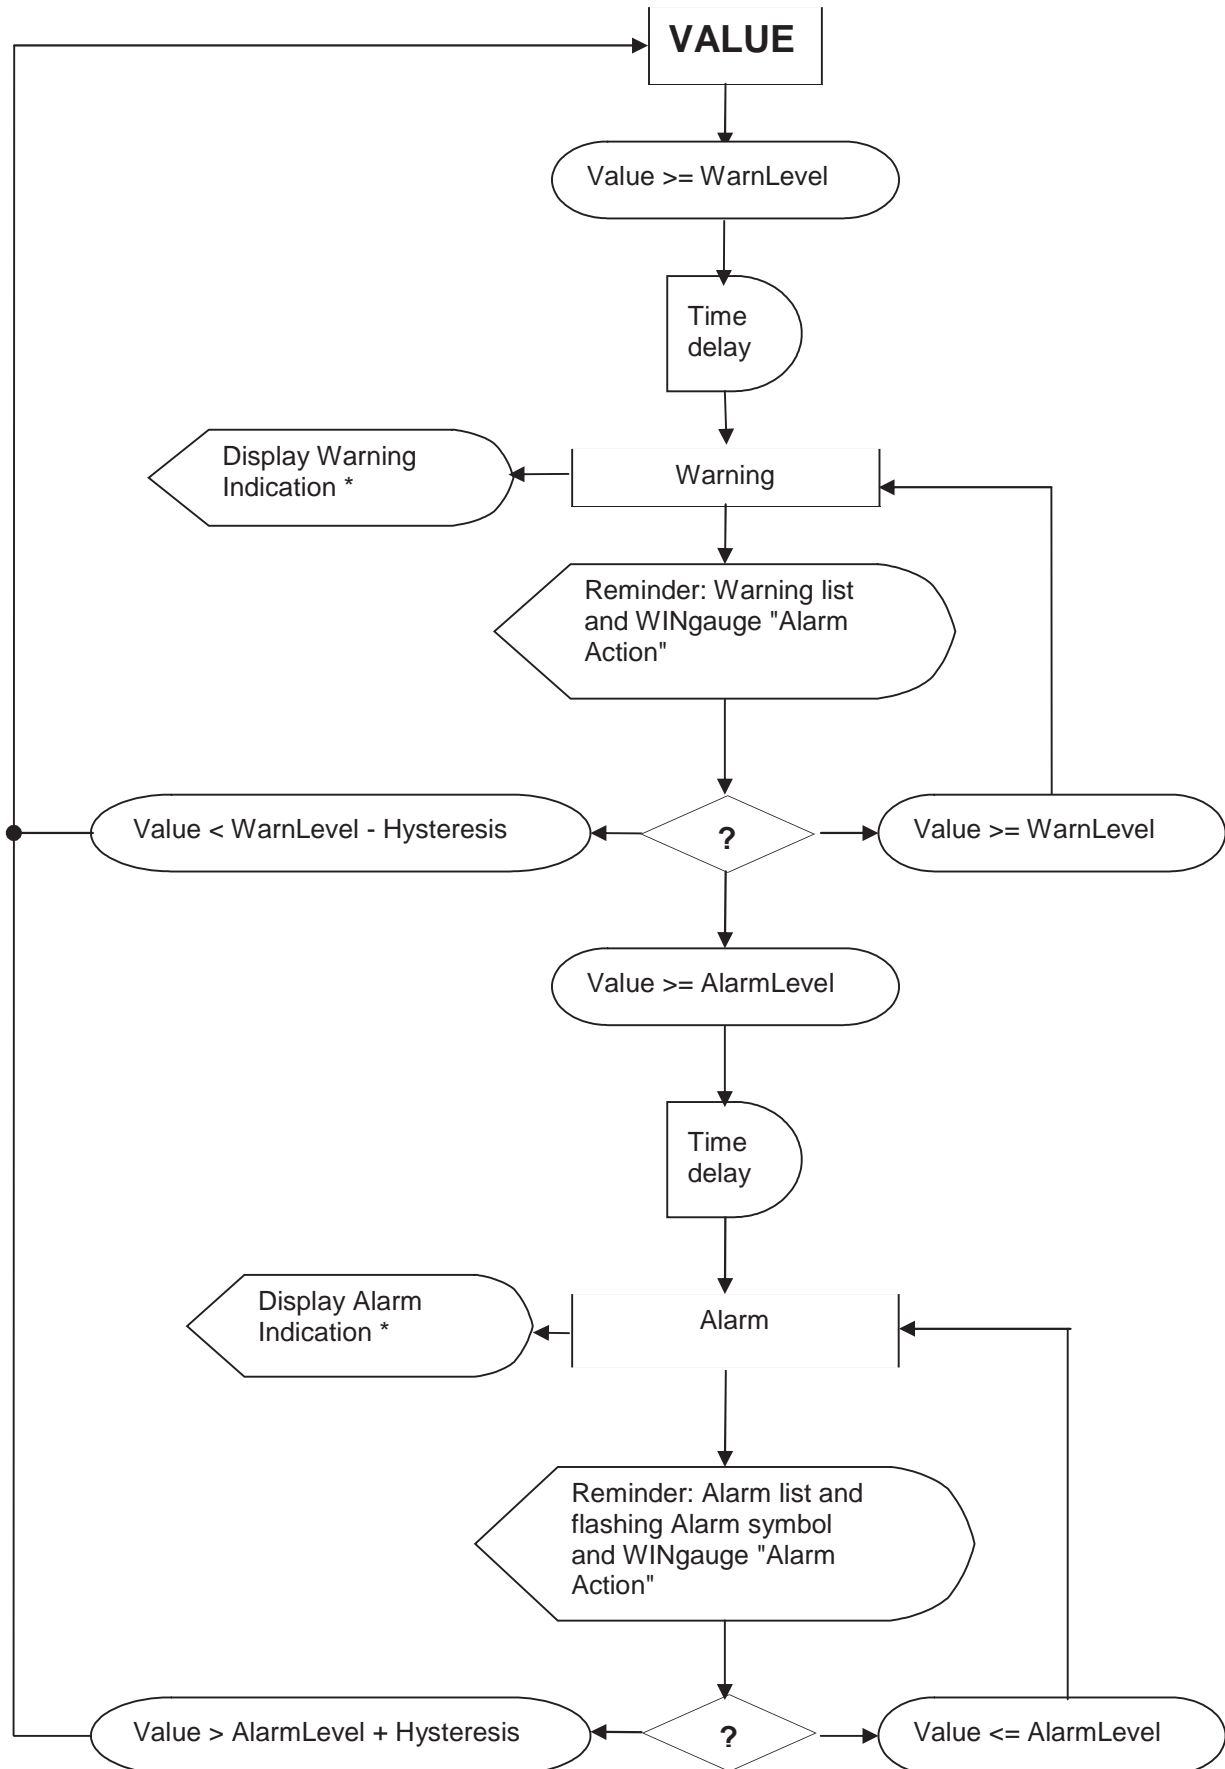 VALUE
Value >= WarnLevel
Time
delay
Display Warning
Indication *
Warning
Reminder: Warning list
and WINgauge "Alarm
Action"
Value < WarnLevel - Hysteresis
?
Value >= WarnLevel
Value >= AlarmLevel
Time
delay
Display Alarm
Indication *
Alarm
Reminder: Alarm list and
flashing Alarm symbol
and WINgauge "Alarm
Action"
Value > AlarmLevel + Hysteresis
?
Value <= AlarmLevel